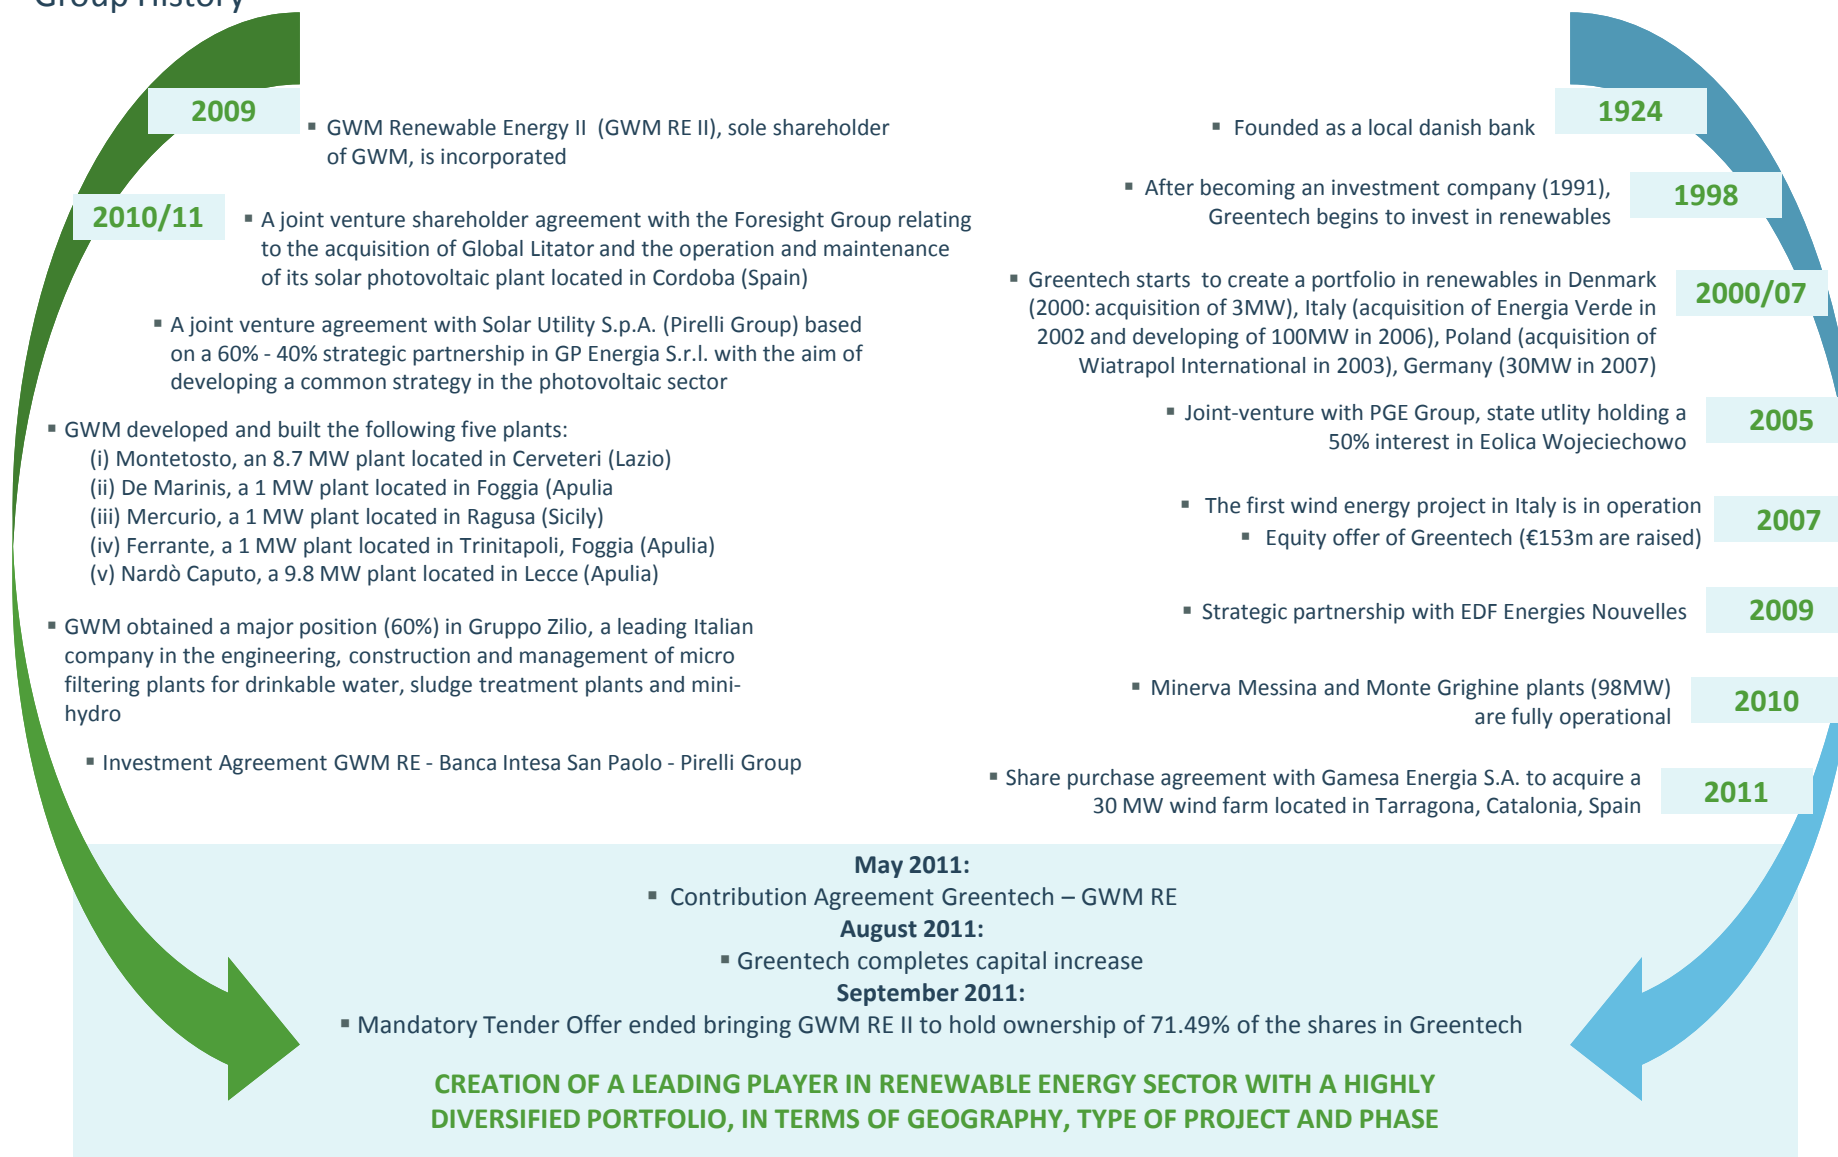 Group History
2009
▪ GWM Renewable Energy II (GWM RE II), sole shareholder
of GWM, is incorporated
2010/11
▪ A joint venture shareholder agreement with the Foresight Group relating
to the acquisition of Global Litator and the operation and maintenance
of its solar photovoltaic plant located in Cordoba (Spain)
▪ A joint venture agreement with Solar Utility S.p.A. (Pirelli Group) based
on a 60% - 40% strategic partnership in GP Energia S.r.l. with the aim of
developing a common strategy in the photovoltaic sector
▪ GWM developed and built the following five plants:
(i) Montetosto, an 8.7 MW plant located in Cerveteri (Lazio)
(ii) De Marinis, a 1 MW plant located in Foggia (Apulia
(iii) Mercurio, a 1 MW plant located in Ragusa (Sicily)
(iv) Ferrante, a 1 MW plant located in Trinitapoli, Foggia (Apulia)
(v) Nardò Caputo, a 9.8 MW plant located in Lecce (Apulia)
▪ GWM obtained a major position (60%) in Gruppo Zilio, a leading Italian
company in the engineering, construction and management of micro
filtering plants for drinkable water, sludge treatment plants and mini-
hydro
▪ Investment Agreement GWM RE - Banca Intesa San Paolo - Pirelli Group
▪ Founded as a local danish bank
1924
▪ After becoming an investment company (1991),
Greentech begins to invest in renewables
1998
▪ Greentech starts to create a portfolio in renewables in Denmark
(2000: acquisition of 3MW), Italy (acquisition of Energia Verde in
2002 and developing of 100MW in 2006), Poland (acquisition of
Wiatrapol International in 2003), Germany (30MW in 2007)
2000/07
▪ Joint-venture with PGE Group, state utlity holding a
50% interest in Eolica Wojeciechowo
2005
▪ The first wind energy project in Italy is in operation
▪ Equity offer of Greentech (€153m are raised)
2007
▪ Strategic partnership with EDF Energies Nouvelles
2009
▪ Minerva Messina and Monte Grighine plants (98MW)
are fully operational
2010
▪ Share purchase agreement with Gamesa Energia S.A. to acquire a
30 MW wind farm located in Tarragona, Catalonia, Spain
2011
May 2011:
▪ Contribution Agreement Greentech – GWM RE
August 2011:
▪ Greentech completes capital increase
September 2011:
▪ Mandatory Tender Offer ended bringing GWM RE II to hold ownership of 71.49% of the shares in Greentech
CREATION OF A LEADING PLAYER IN RENEWABLE ENERGY SECTOR WITH A HIGHLY
DIVERSIFIED PORTFOLIO, IN TERMS OF GEOGRAPHY, TYPE OF PROJECT AND PHASE